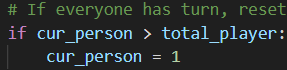 # If everyone has turn, reset
if cur_person > total_player:
    cur_person = 1